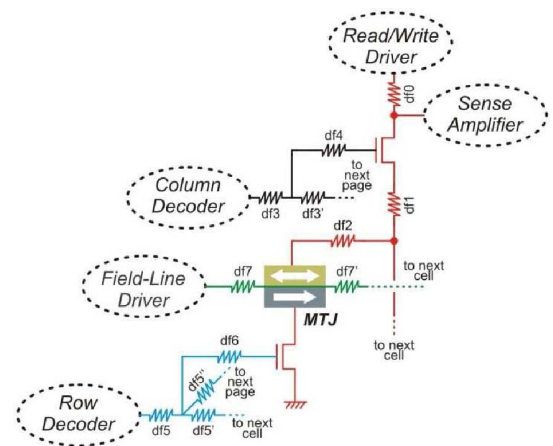 Read/Write
Driver
df0
Sense
Amplifier
df4
to
next
page
Column
Decoder
df3
df3'
df1
df2
Field-Line
Driver
df7
df7'
to next
cell
MTJ
to next
cell
df6
df5"
to
next
page
Row
Decoder
df5
df5'
to next
cell